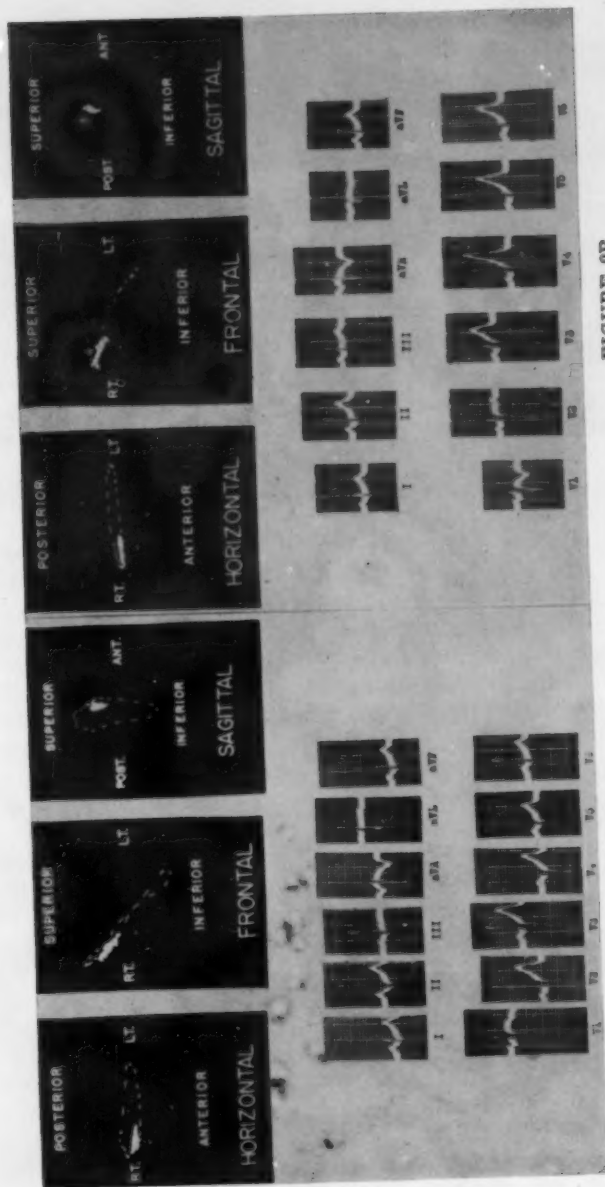 POSTERIOR
RT. LT.
ANTERIOR
HORIZONTAL
SUPERIOR
RT. LT.
INFERIOR
FRONTAL
SUPERIOR
POST. ANT.
INFERIOR
SAGITTAL
POSTERIOR
RT. LT
ANTERIOR
HORIZONTAL
SUPERIOR
RT. LT.
INFERIOR
FRONTAL
SUPERIOR
POST. ANT
INFERIOR
SAGITTAL
I II III aVR aVL aVF
V1 V2 V3 V4 V5 V6
I II III aVR aVL aVF
V1 V2 V3 V4 V5 V6
FIGURE